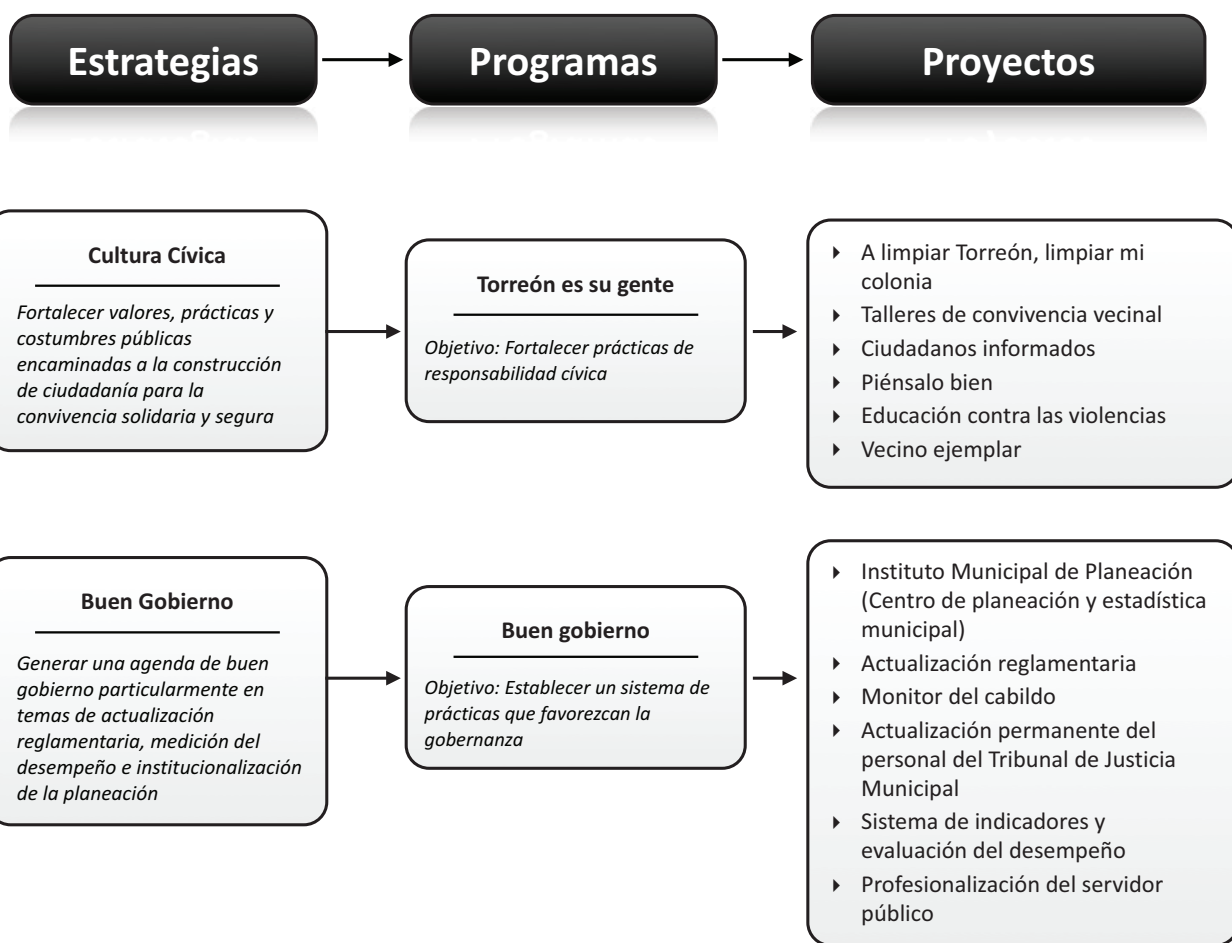 Estrategias
Programas
Proyectos
Cultura Cívica
Fortalecer valores, prácticas y
costumbres públicas
encaminadas a la construcción
de ciudadanía para la
convivencia solidaria y segura
Torreón es su gente
Objetivo: Fortalecer prácticas de
responsabilidad cívica
A limpiar Torreón, limpiar mi
colonia
Talleres de convivencia vecinal
Ciudadanos informados
Piénsalo bien
Educación contra las violencias
Vecino ejemplar
Buen Gobierno
Generar una agenda de buen
gobierno particularmente en
temas de actualización
reglamentaria, medición del
desempeño e institucionalización
de la planeación
Buen gobierno
Objetivo: Establecer un sistema de
prácticas que favorezcan la
gobernanza
Instituto Municipal de Planeación
(Centro de planeación y estadística
municipal)
Actualización reglamentaria
Monitor del cabildo
Actualización permanente del
personal del Tribunal de Justicia
Municipal
Sistema de indicadores y
evaluación del desempeño
Profesionalización del servidor
público